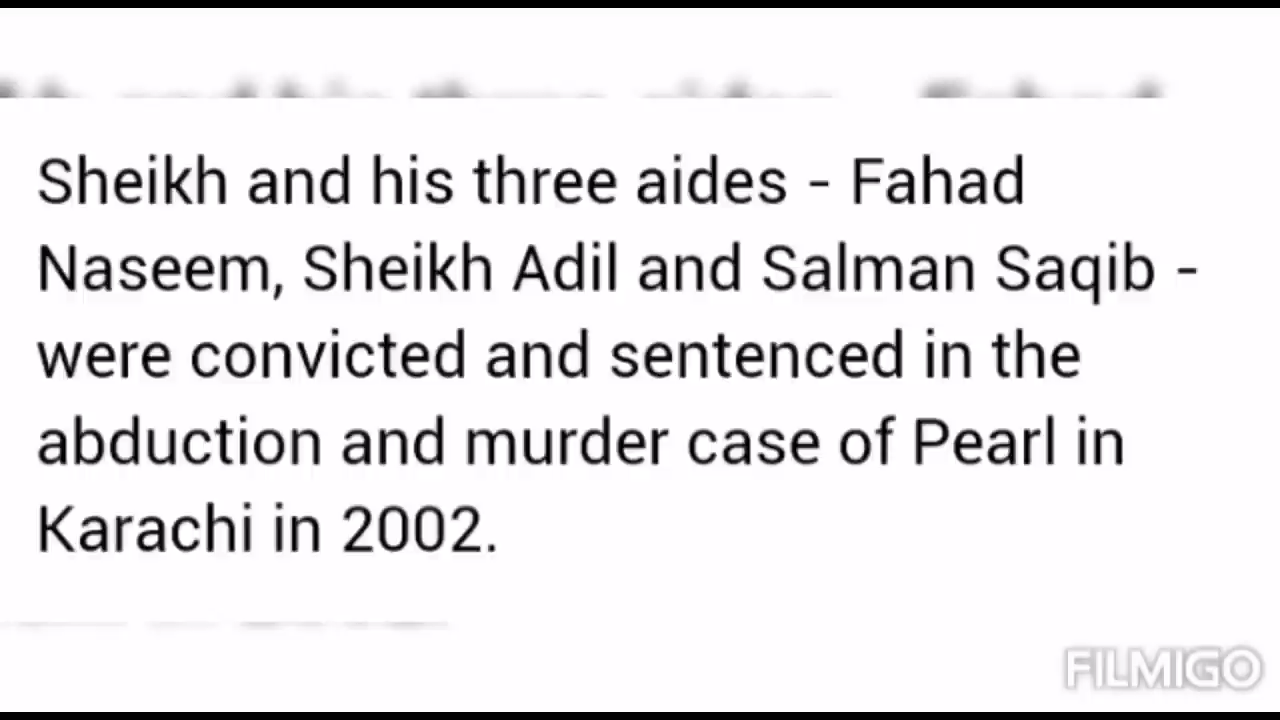 Sheikh and his three aides - Fahad
Naseem, Sheikh Adil and Salman Saqib -
were convicted and sentenced in the
abduction and murder case of Pearl in
Karachi in 2002.
FILMIGO